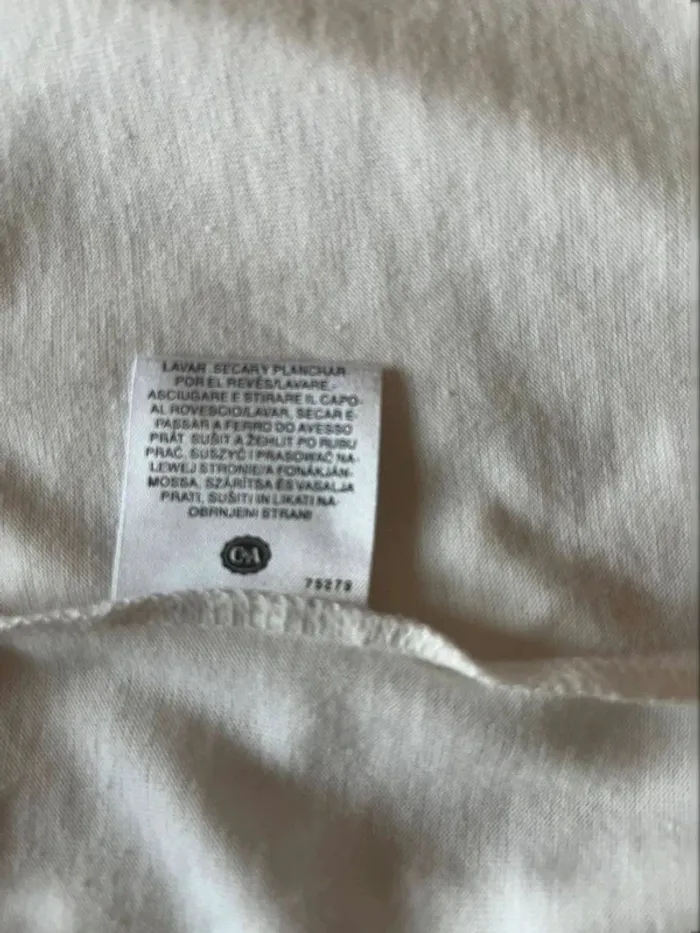 LAVAR, SECAR Y PLANCHAR
POR EL REVÉS/LAVARE,
ASCIUGARE E STIRARE IL CAPO-
AL ROVESCIO/LAVAR, SECAR E-
PASSAR A FERRO DO AVESSO
PRÁT, SUŠIT A ŽEHLIT PO RUBU
PRAĆ, SUSZYĆ I PRASOWAĆ NA-
LEWEJ STRONIE/A FONÁKJÁN-
MOSSA, SZÁRÍTSA ÉS VASALJA
PRATI, SUŠITI IN LIKATI NA-
OBRNJENI STRANI
C&A
75279